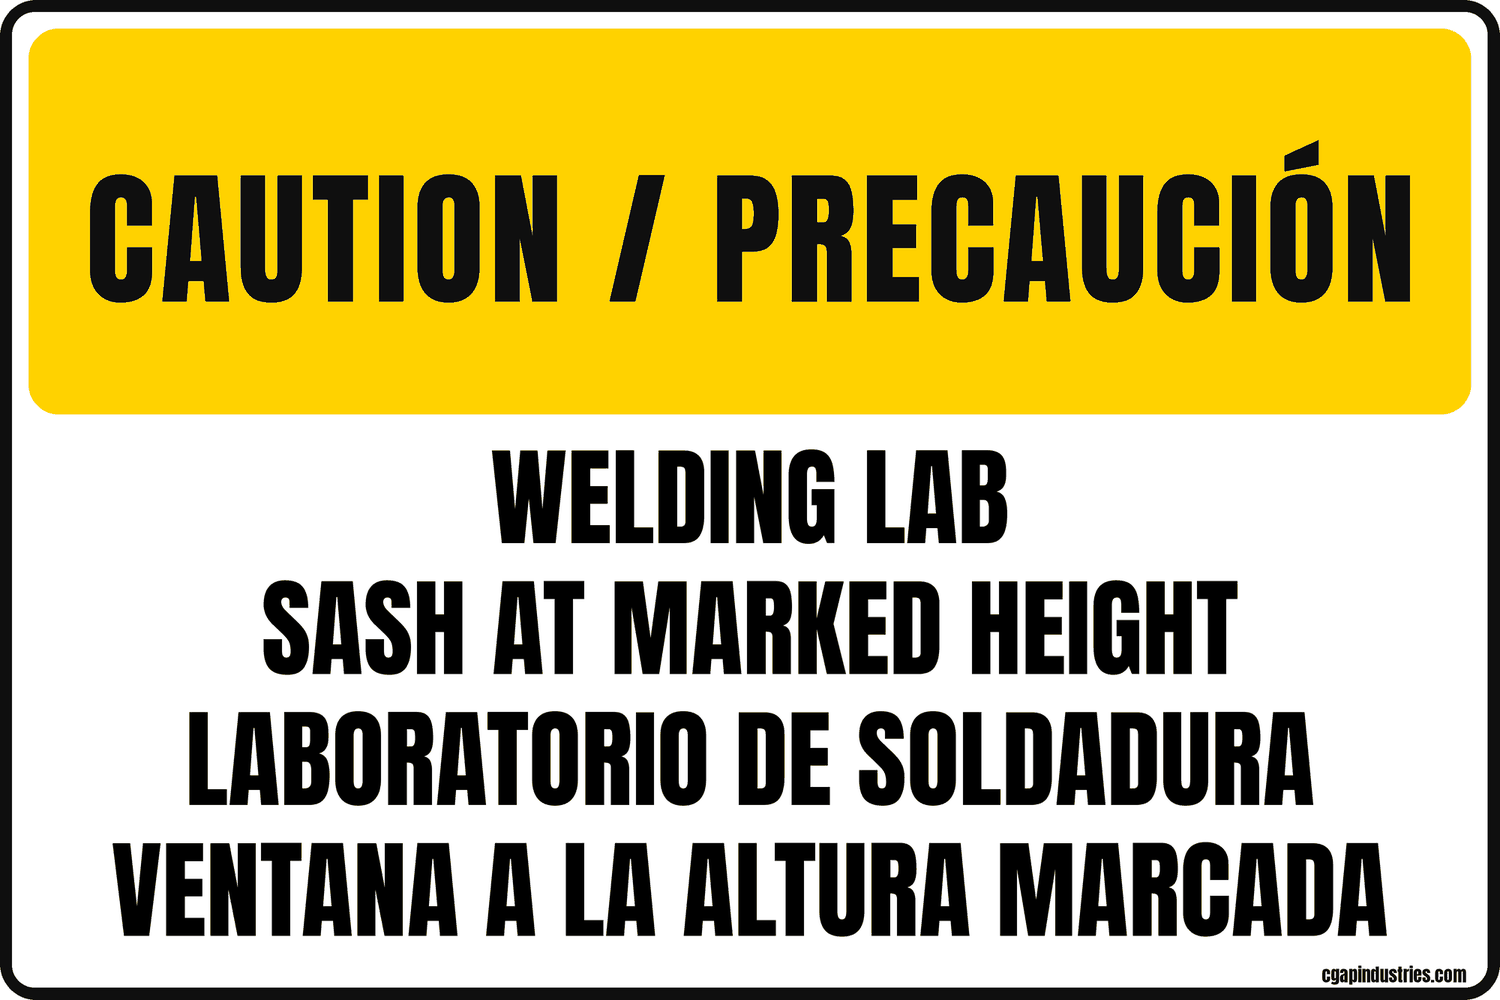 CAUTION / PRECAUCIÓN
WELDING LAB
SASH AT MARKED HEIGHT
LABORATORIO DE SOLDADURA
VENTANA A LA ALTURA MARCADA
cgapindustries.com